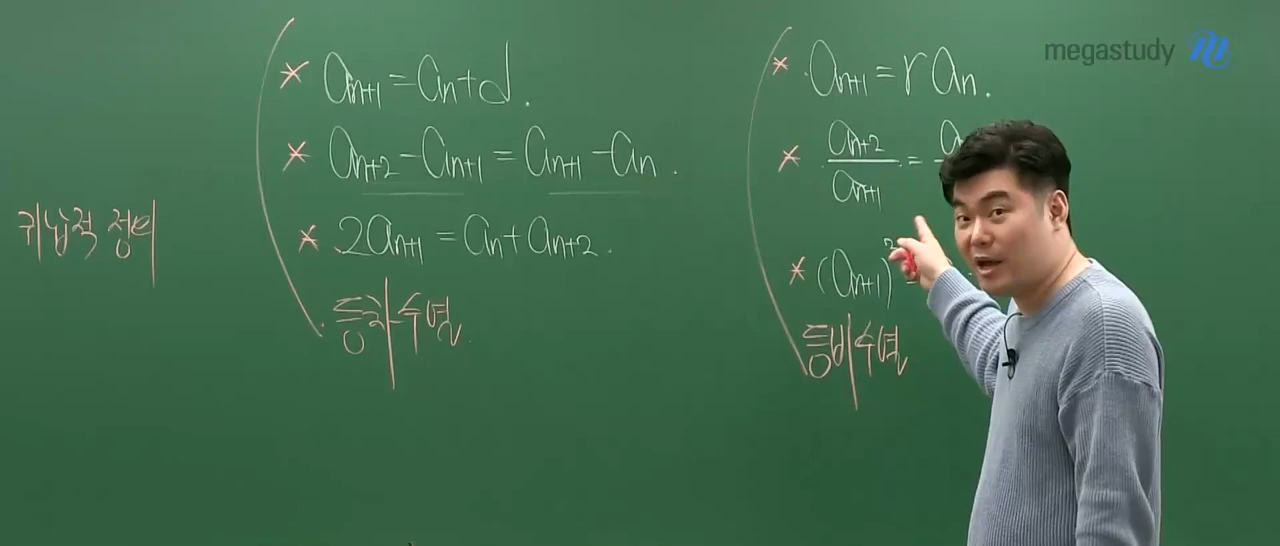 귀납적 정의
* aₙ₊₁ = aₙ + d.
* aₙ₊₂ - aₙ₊₁ = aₙ₊₁ - aₙ.
* 2aₙ₊₁ = aₙ + aₙ₊₂.
등차수열
* aₙ₊₁ = r aₙ.
* aₙ₊₂ / aₙ₊₁ =
* (aₙ₊₁)² =
등비수열
megastudy